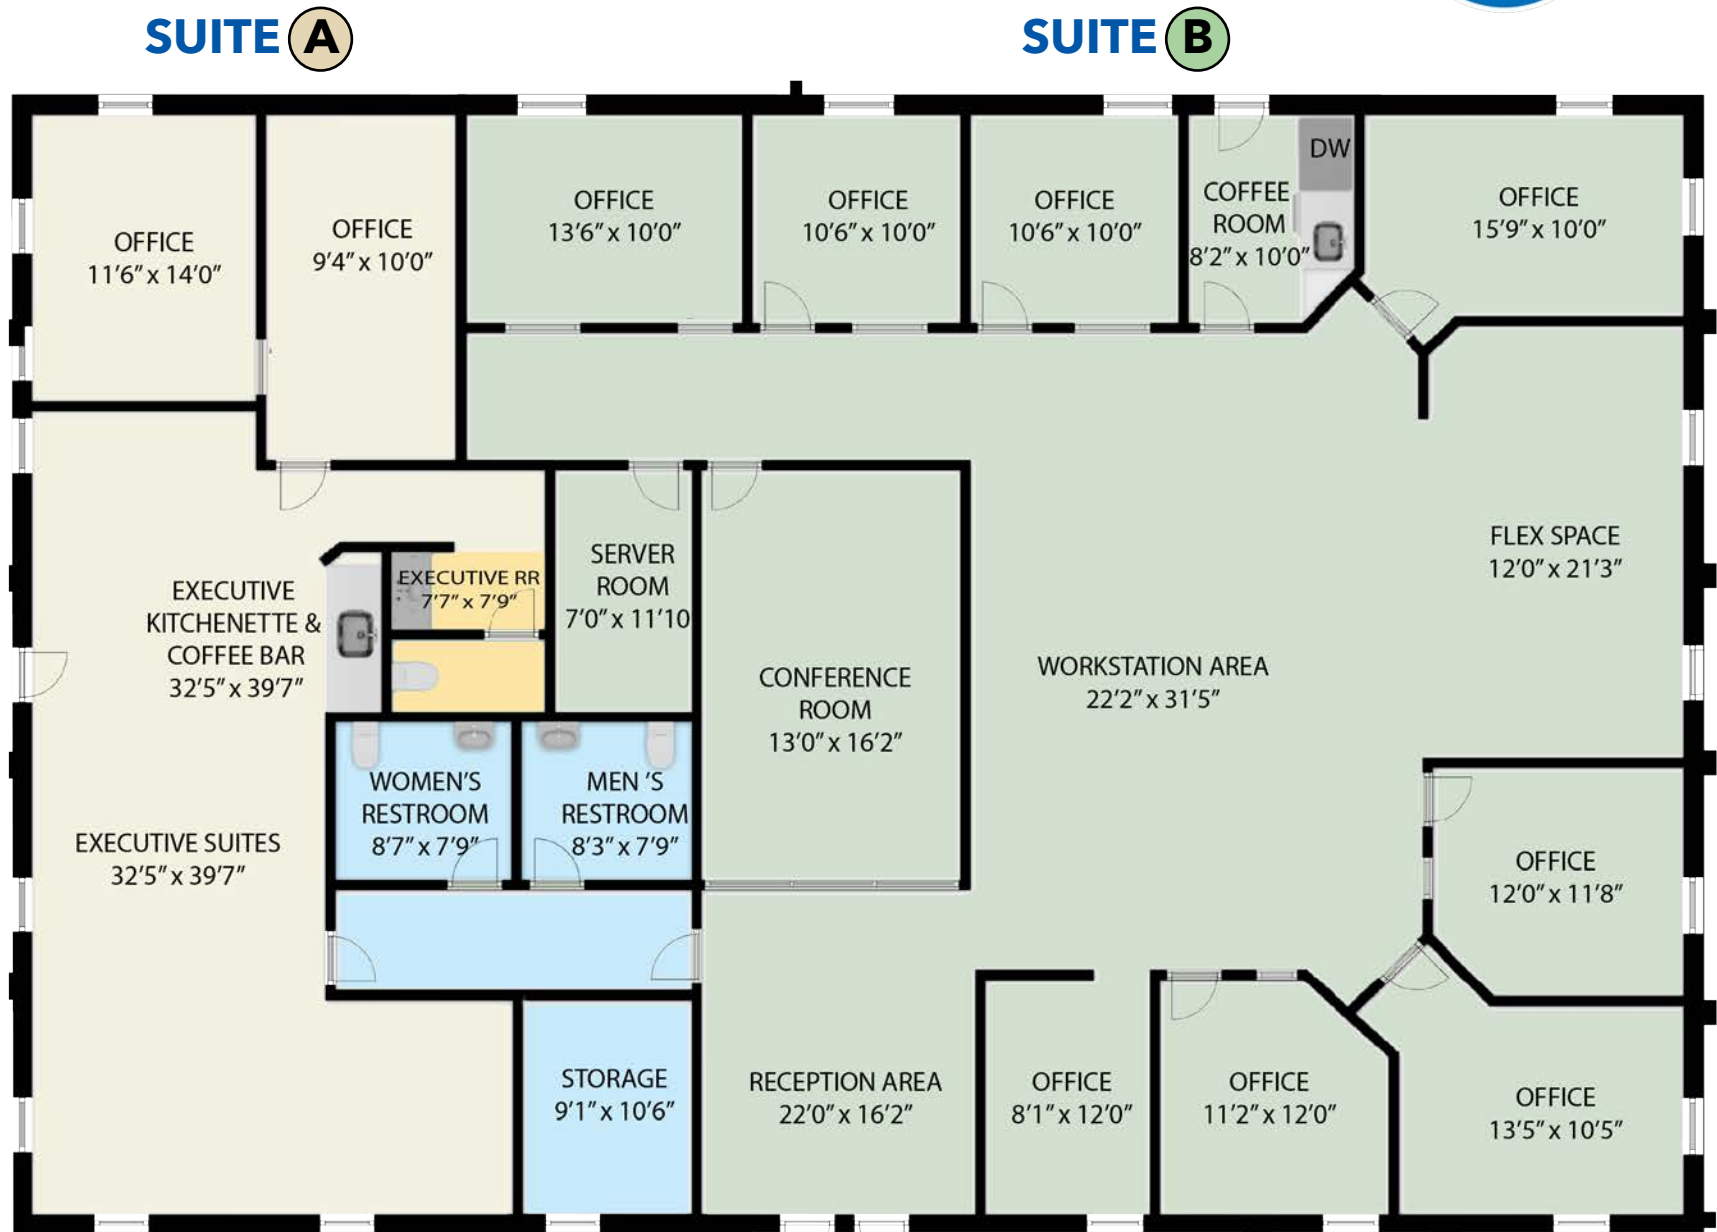 SUITE A
SUITE B
OFFICE
11'6" x 14'0"
OFFICE
9'4" x 10'0"
OFFICE
13'6" x 10'0"
OFFICE
10'6" x 10'0"
OFFICE
10'6" x 10'0"
COFFEE
ROOM
8'2" x 10'0"
DW
OFFICE
15'9" x 10'0"
EXECUTIVE
KITCHENETTE &
COFFEE BAR
32'5" x 39'7"
EXECUTIVE RR
7'7" x 7'9"
SERVER
ROOM
7'0" x 11'10
CONFERENCE
ROOM
13'0" x 16'2"
WORKSTATION AREA
22'2" x 31'5"
FLEX SPACE
12'0" x 21'3"
EXECUTIVE SUITES
32'5" x 39'7"
WOMEN'S
RESTROOM
8'7" x 7'9"
MEN 'S
RESTROOM
8'3" x 7'9"
OFFICE
12'0" x 11'8"
STORAGE
9'1" x 10'6"
RECEPTION AREA
22'0" x 16'2"
OFFICE
8'1" x 12'0"
OFFICE
11'2" x 12'0"
OFFICE
13'5" x 10'5"